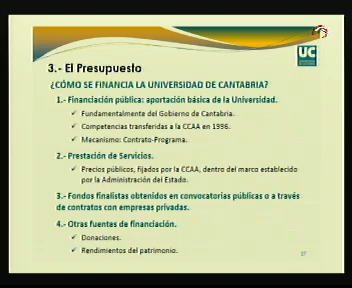 UC
3.- El Presupuesto
¿CÓMO SE FINANCIA LA UNIVERSIDAD DE CANTABRIA?
1.- Financiación pública: aportación básica de la Universidad.
✓ Fundamentalmente del Gobierno de Cantabria.
✓ Competencias transferidas a la CCAA en 1996.
✓ Mecanismo: Contrato-Programa.
2.- Prestación de Servicios.
✓ Precios públicos, fijados por la CCAA, dentro del marco establecido
por la Administración del Estado.
3.- Fondos finalistas obtenidos en convocatorias públicas o a través
de contratos con empresas privadas.
4.- Otras fuentes de financiación.
✓ Donaciones.
✓ Rendimientos del patrimonio.